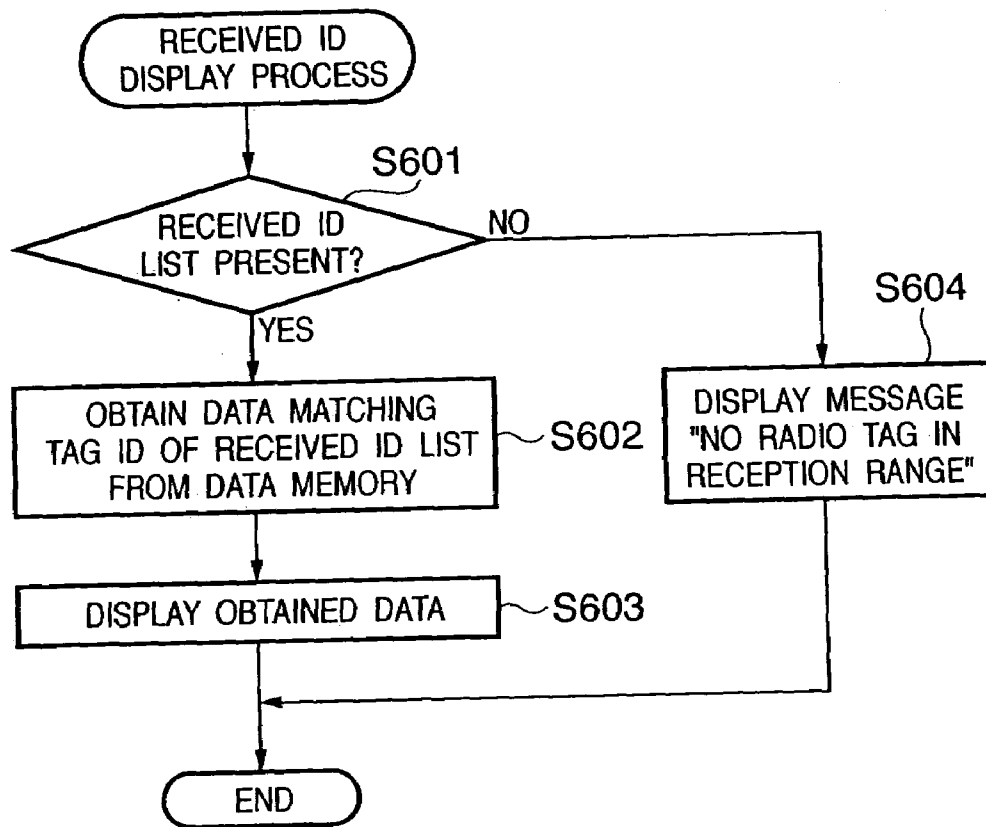 RECEIVED ID
DISPLAY PROCESS
S601
RECEIVED ID
LIST PRESENT?
NO
YES
S604
OBTAIN DATA MATCHING
TAG ID OF RECEIVED ID LIST
FROM DATA MEMORY
S602
DISPLAY MESSAGE
"NO RADIO TAG IN
RECEPTION RANGE"
DISPLAY OBTAINED DATA
S603
END